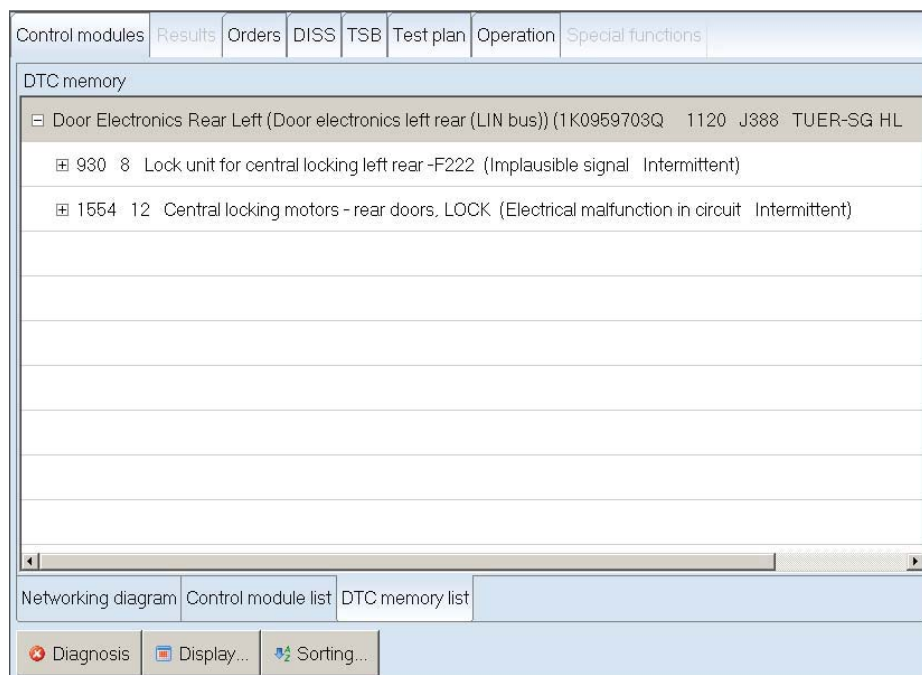 Control modules Results Orders DISS TSB Test plan Operation Special functions
DTC memory
Door Electronics Rear Left (Door electronics left rear (LIN bus)) (1K0959703Q 1120 J388 TUER-SG HL
930 8 Lock unit for central locking left rear -F222 (Implausible signal Intermittent)
1554 12 Central locking motors - rear doors, LOCK (Electrical malfunction in circuit Intermittent)
Networking diagram Control module list DTC memory list
Diagnosis Display... Sorting...